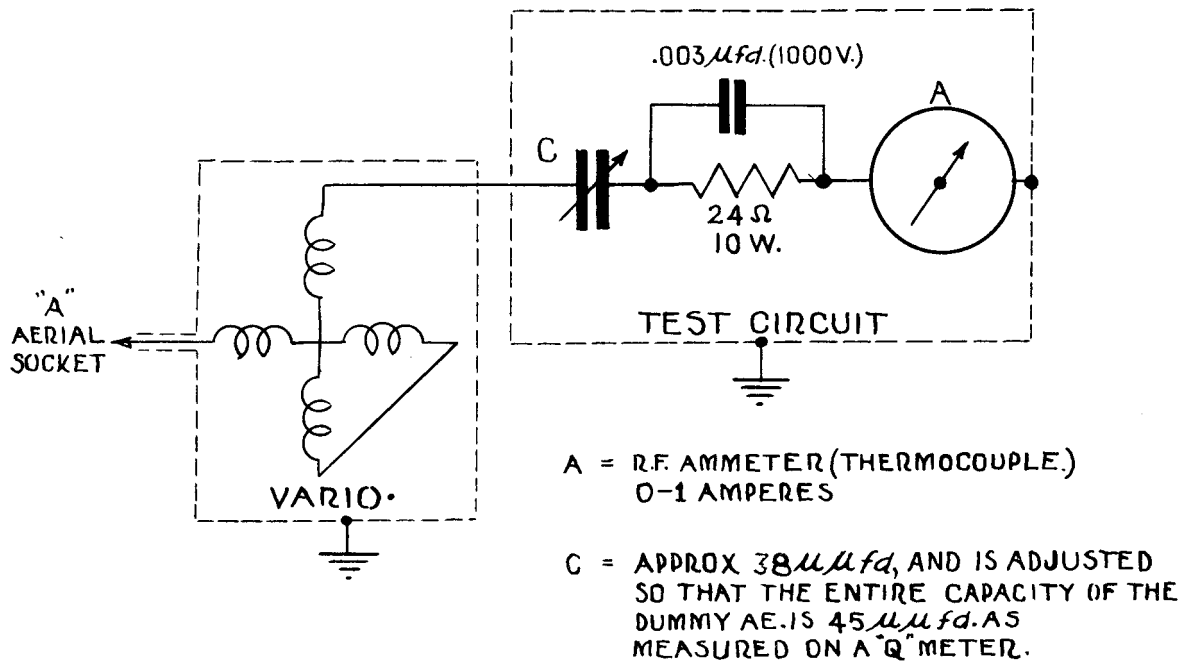 .003 μfd. (1000 V.)
A
C
24 Ω
10 W.
"A"
AERIAL
SOCKET
TEST CIRCUIT
VARIO.
A = R.F. AMMETER (THERMOCOUPLE.)
0-1 AMPERES
C = APPROX 38 μμfd, AND IS ADJUSTED
SO THAT THE ENTIRE CAPACITY OF THE
DUMMY AE. IS 45 μμfd. AS
MEASURED ON A "Q" METER.